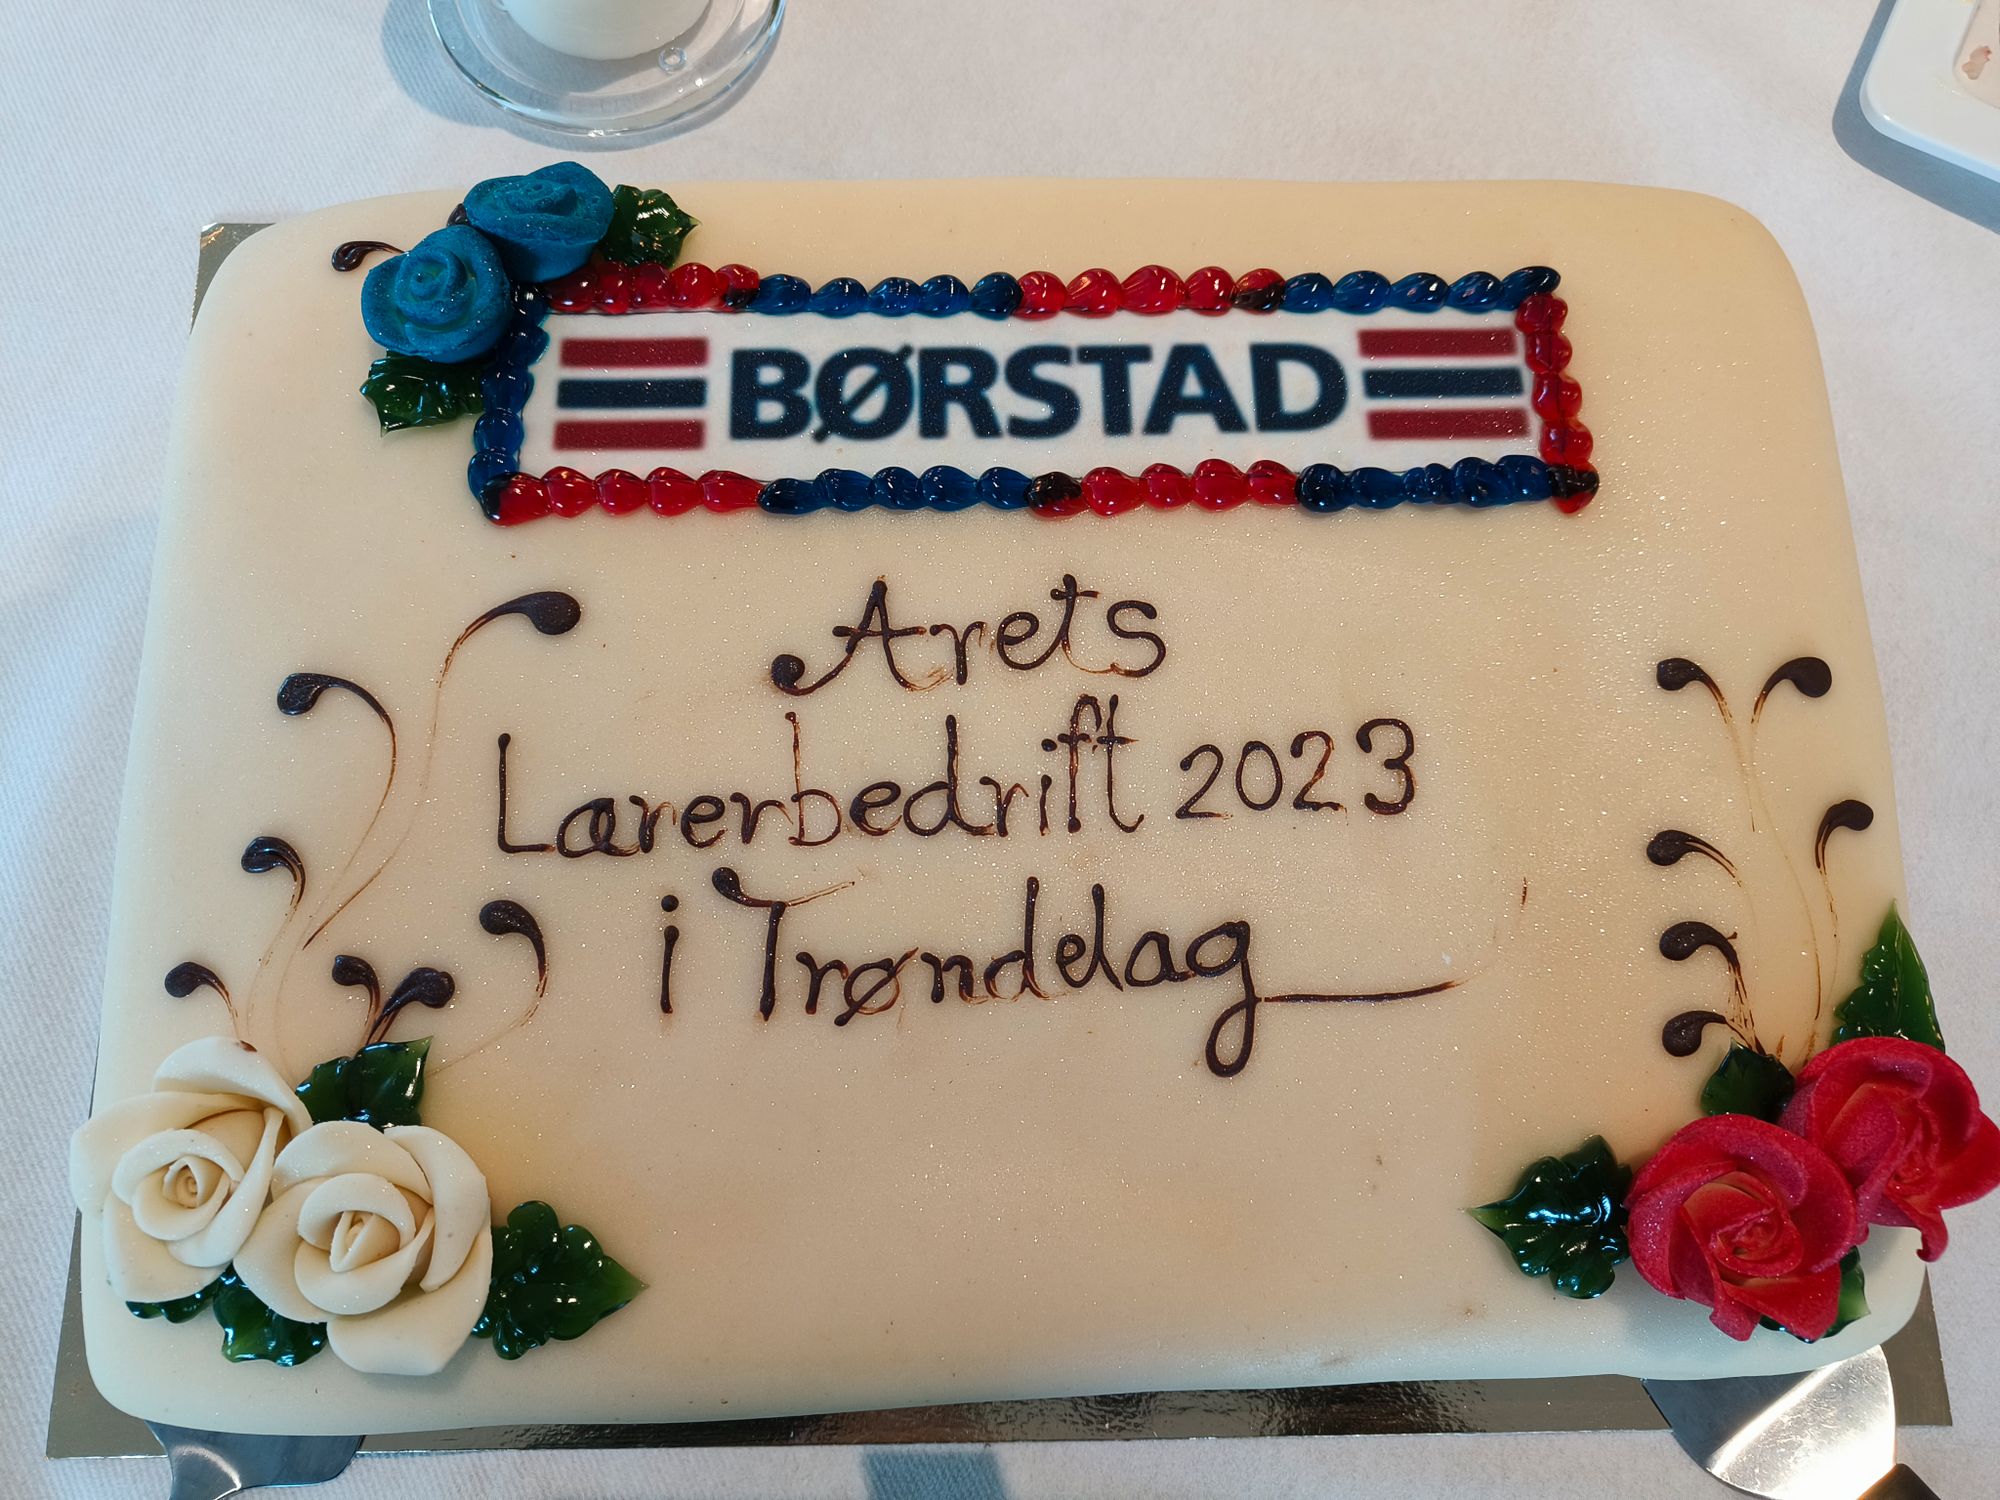 BØRSTAD
Arets
Lærerbedrift 2023
i Trøndelag